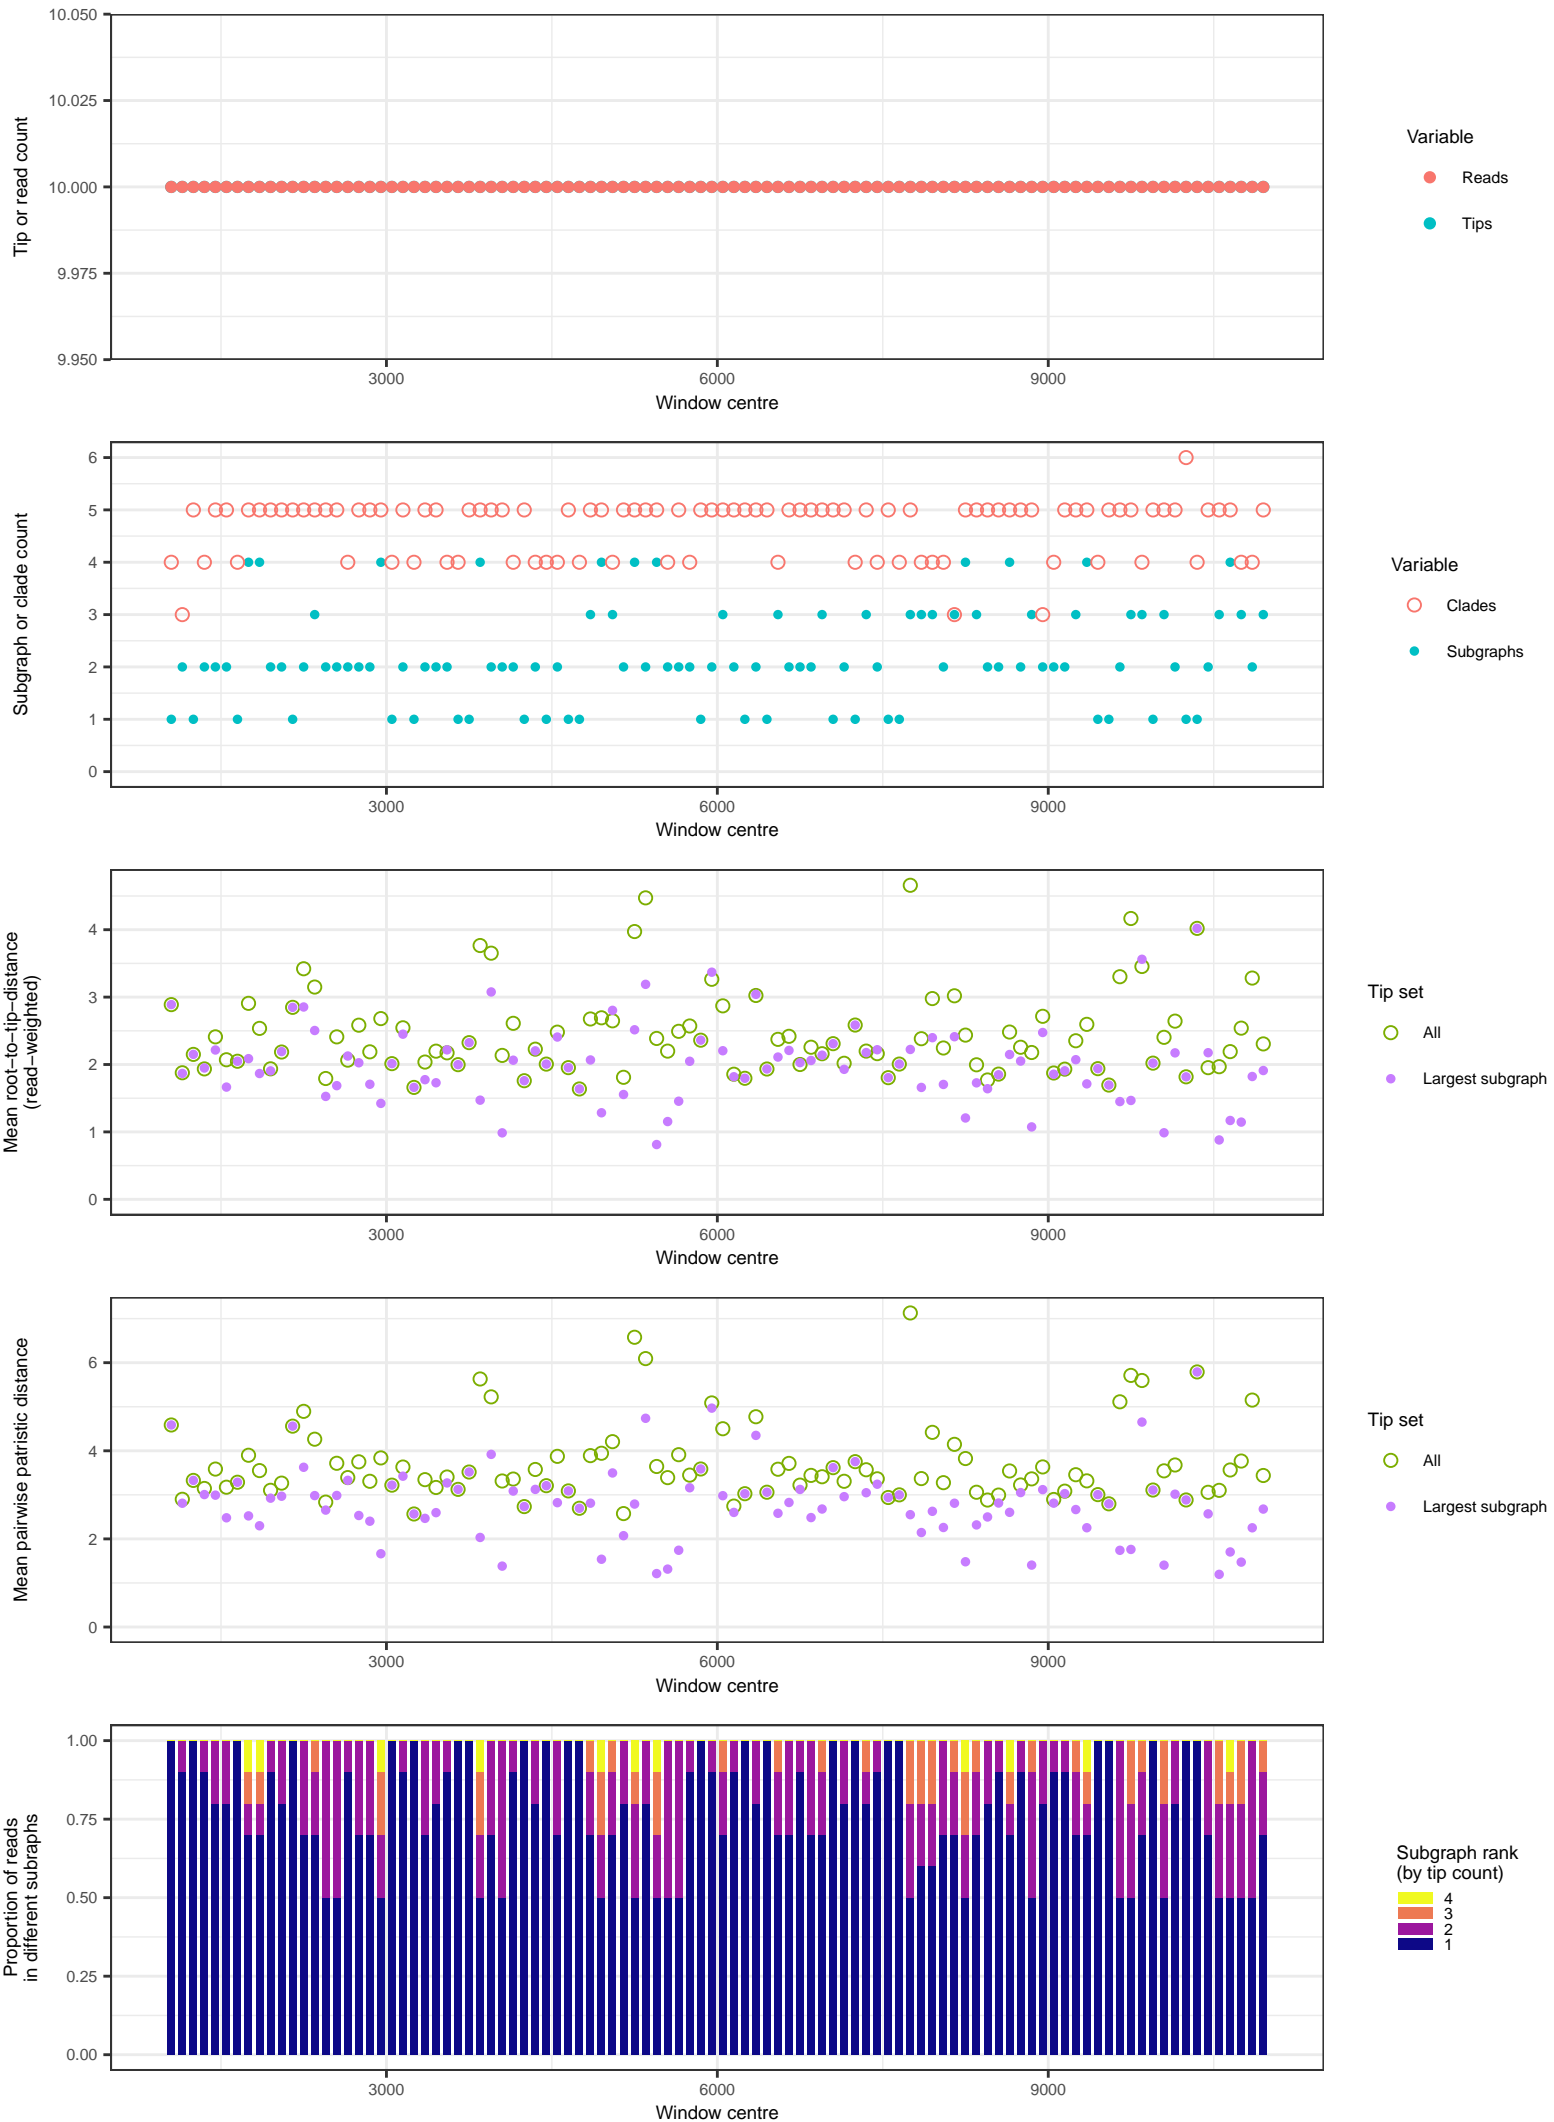 10.050
10.025
10.000
9.975
9.950
Tip or read count
3000 6000 9000
Window centre
Variable
Reads
Tips
6
5
4
3
2
1
0
Subgraph or clade count
3000 6000 9000
Window centre
Variable
Clades
Subgraphs
4
3
2
1
0
Mean root−to−tip−distance
(read−weighted)
3000 6000 9000
Window centre
Tip set
All
Largest subgraph
6
4
2
0
Mean pairwise patristic distance
3000 6000 9000
Window centre
Tip set
All
Largest subgraph
1.00
0.75
0.50
0.25
0.00
Proportion of reads
in different subraphs
3000 6000 9000
Window centre
Subgraph rank
(by tip count)
4
3
2
1